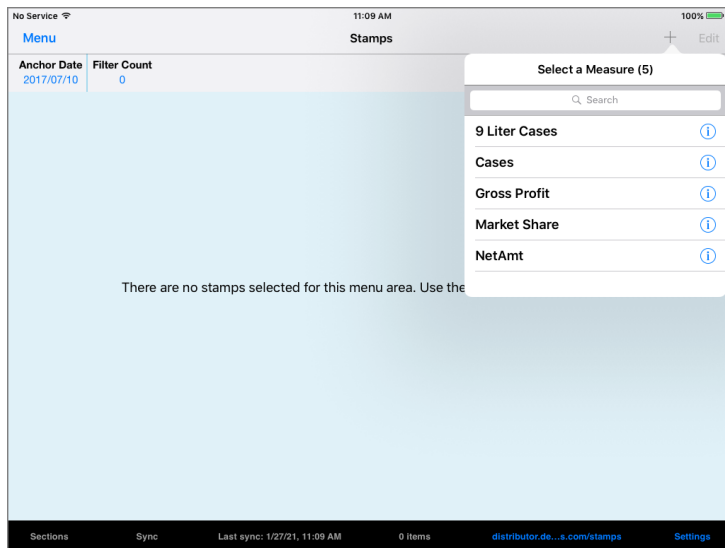 No Service 11:09 AM 100%
Menu Stamps Edit
Anchor Date Filter Count
2017/07/10 0
Select a Measure (5)
Search
9 Liter Cases
Cases
Gross Profit
Market Share
NetAmt
There are no stamps selected for this menu area. Use the
Sections Sync Last sync: 1/27/21, 11:09 AM 0 items distributor.de...s.com/stamps Settings